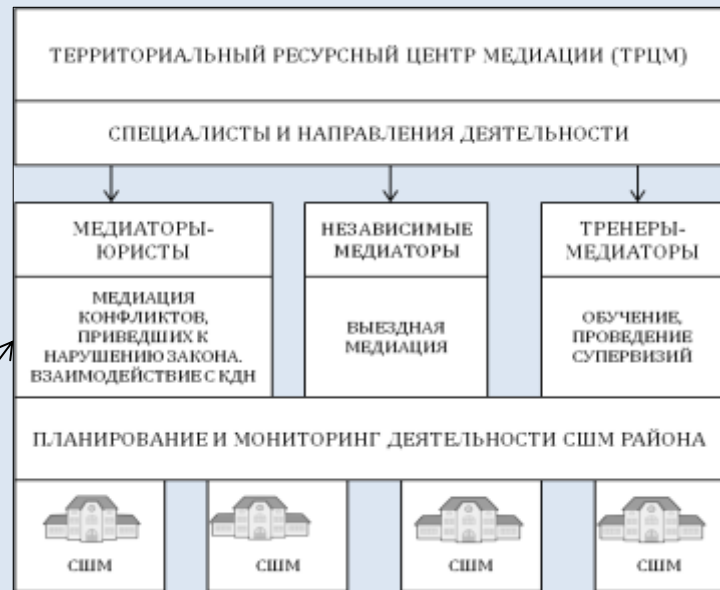 ТЕРРИТОРИАЛЬНЫЙ РЕСУРСНЫЙ ЦЕНТР МЕДИАЦИИ (ТРЦМ)
СПЕЦИАЛИСТЫ И НАПРАВЛЕНИЯ ДЕЯТЕЛЬНОСТИ
МЕДИАТОРЫ-
ЮРИСТЫ
НЕЗАВИСИМЫЕ
МЕДИАТОРЫ
ТРЕНЕРЫ-
МЕДИАТОРЫ
МЕДИАЦИЯ
КОНФЛИКТОВ,
ПРИВЕДШИХ К
НАРУШЕНИЮ ЗАКОНА.
ВЗАИМОДЕЙСТВИЕ С КДН
ВЫЕЗДНАЯ
МЕДИАЦИЯ
ОБУЧЕНИЕ,
ПРОВЕДЕНИЕ
СУПЕРВИЗИЙ
ПЛАНИРОВАНИЕ И МОНИТОРИНГ ДЕЯТЕЛЬНОСТИ СШМ РАЙОНА
СШМ
СШМ
СШМ
СШМ